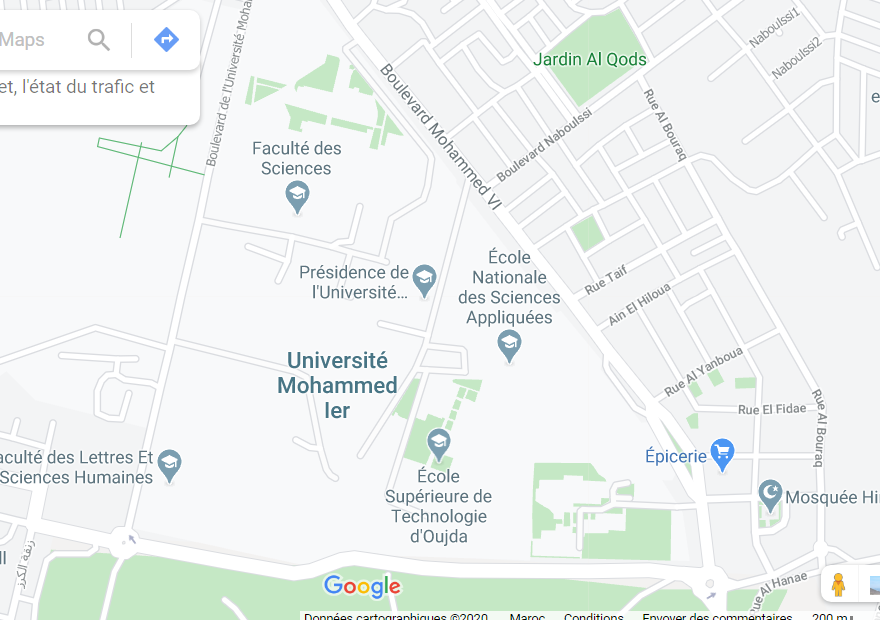 Maps
et, l'état du trafic et
Boulevard de l'Université Moha
Naboulssi1
Naboulssi2
Jardin Al Qods
Boulevard Mohammed VI
Rue Al Bouraq
Boulevard Naboulssi
Faculté des
Sciences
École
Nationale
des Sciences
Appliquées
Présidence de
l'Université...
Rue Taif
Ain El Hiloua
Université
Mohammed
Ier
Rue Al Yanboua
Rue El Fidae
Rue Al Bouraq
aculté des Lettres Et
Sciences Humaines
Épicerie
École
Supérieure de
Technologie
d'Oujda
Mosquée Hi
زنقة الكرز
Rue Al Hanae
Google
Données cartographiques ©2020
Maroc
Conditions
Envoyer des commentaires
200 m